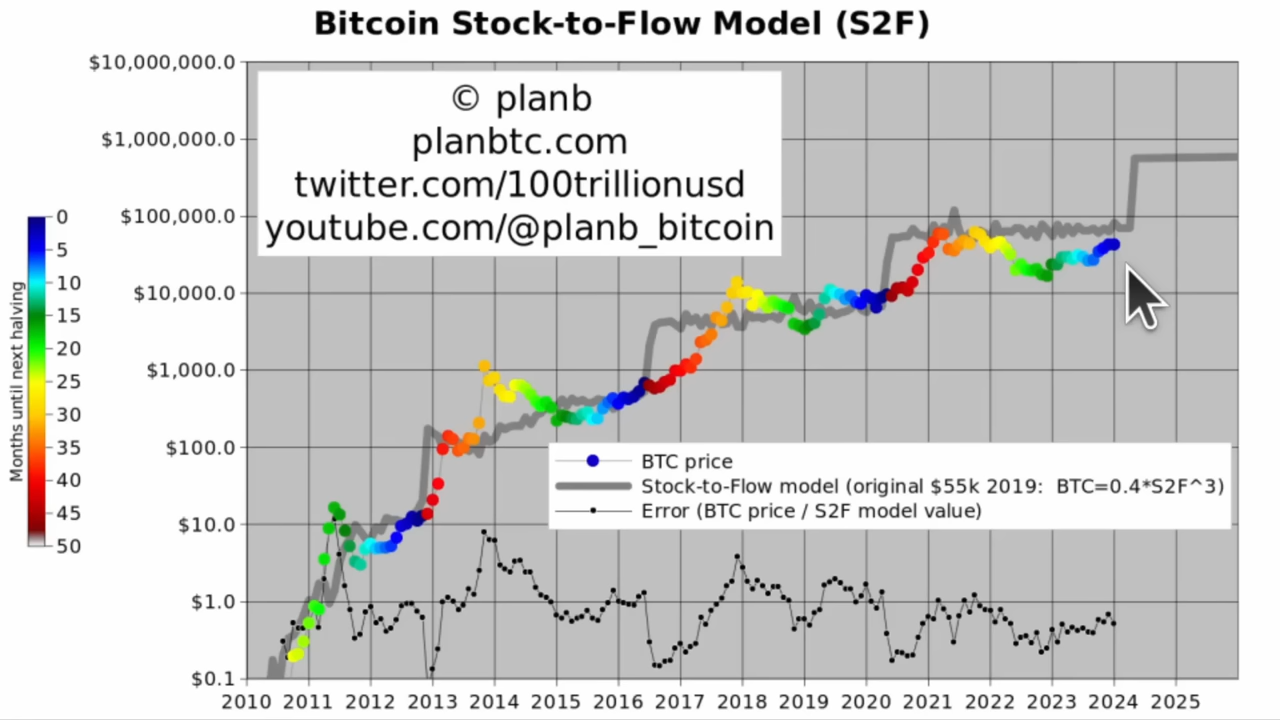 Bitcoin Stock-to-Flow Model (S2F)
$10,000,000.0
$1,000,000.0
$100,000.0
$10,000.0
$1,000.0
$100.0
$10.0
$1.0
$0.1
© planb
planbtc.com
twitter.com/100trillionusd
youtube.com/@planb_bitcoin
Months until next halving
0
5
10
15
20
25
30
35
40
45
50
BTC price
Stock-to-Flow model (original $55k 2019: BTC=0.4*S2F^3)
Error (BTC price / S2F model value)
2010 2011 2012 2013 2014 2015 2016 2017 2018 2019 2020 2021 2022 2023 2024 2025